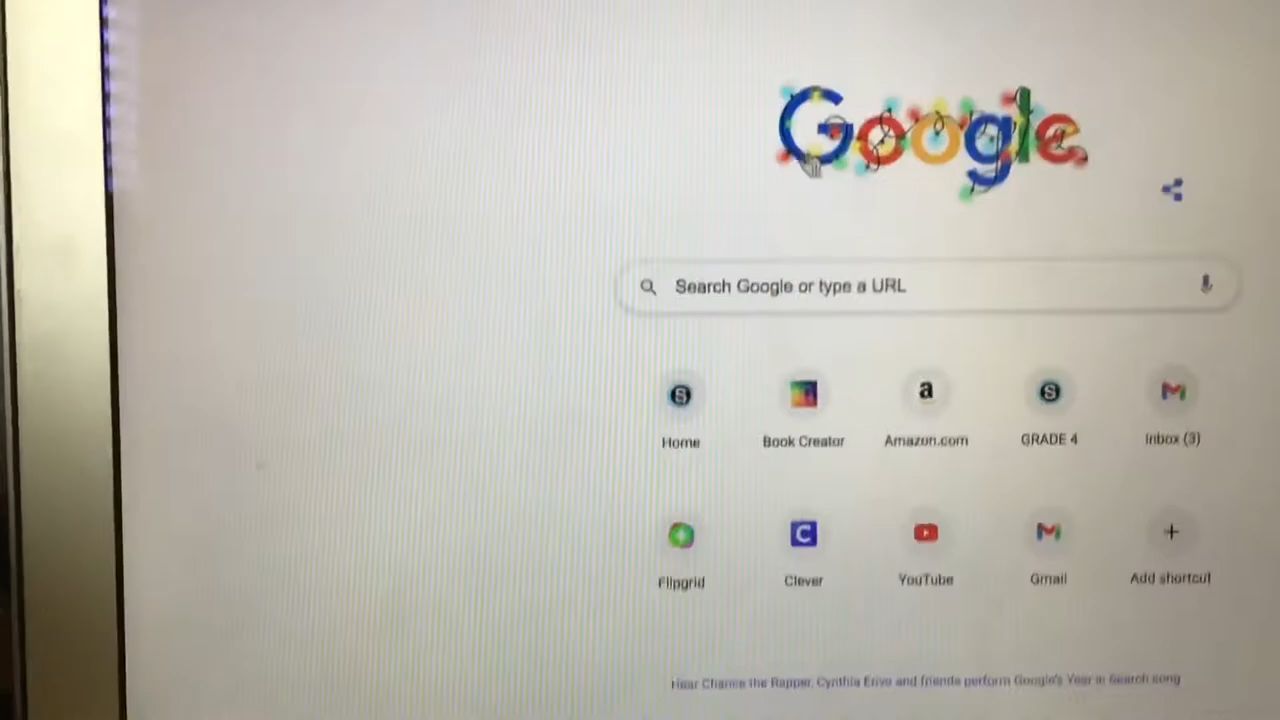 Google
Search Google or type a URL
Home
Book Creator
a
Amazon.com
GRADE 4
Inbox (3)
Flipgrid
C
Clever
YouTube
Gmail
Add shortcut
Hear Chance the Rapper, Cynthia Erivo and friends perform Google's Year in Search song